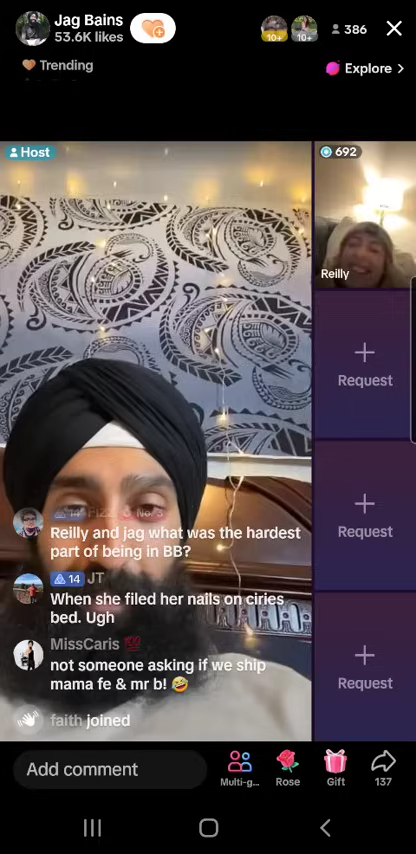 Jag Bains
53.6K likes
10+
10+
386
Trending
Explore >
Host
692
Reilly
Request
Request
Request
Reilly and jag what was the hardest
part of being in BB?
14 JT
When she filed her nails on ciries
bed. Ugh
MissCaris 💯
not someone asking if we ship
mama fe & mr b! 🤣
faith joined
Add comment
Multi-g...
Rose
Gift
137